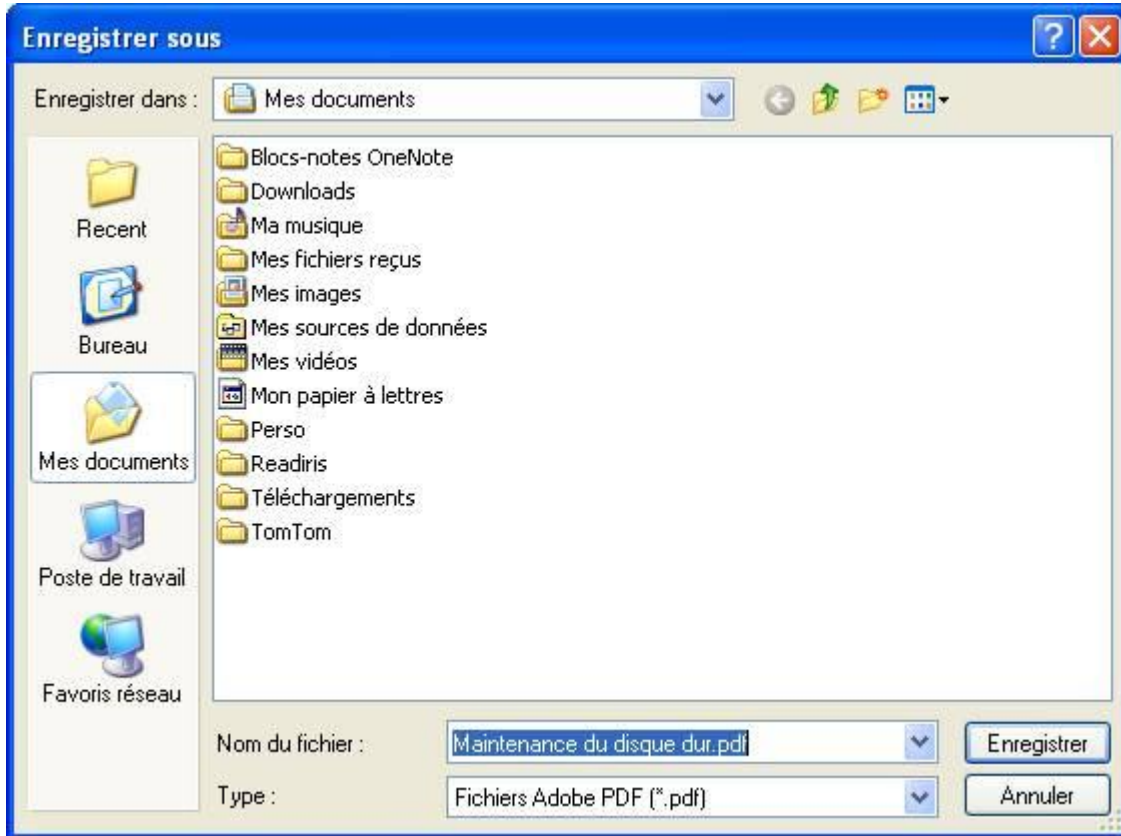 Enregistrer sous
Enregistrer dans :
Mes documents
Recent
Bureau
Mes documents
Poste de travail
Favoris réseau
Blocs-notes OneNote
Downloads
Ma musique
Mes fichiers reçus
Mes images
Mes sources de données
Mes vidéos
Mon papier à lettres
Perso
Readiris
Téléchargements
TomTom
Nom du fichier :
Maintenance du disque dur.pdf
Enregistrer
Type :
Fichiers Adobe PDF (*.pdf)
Annuler